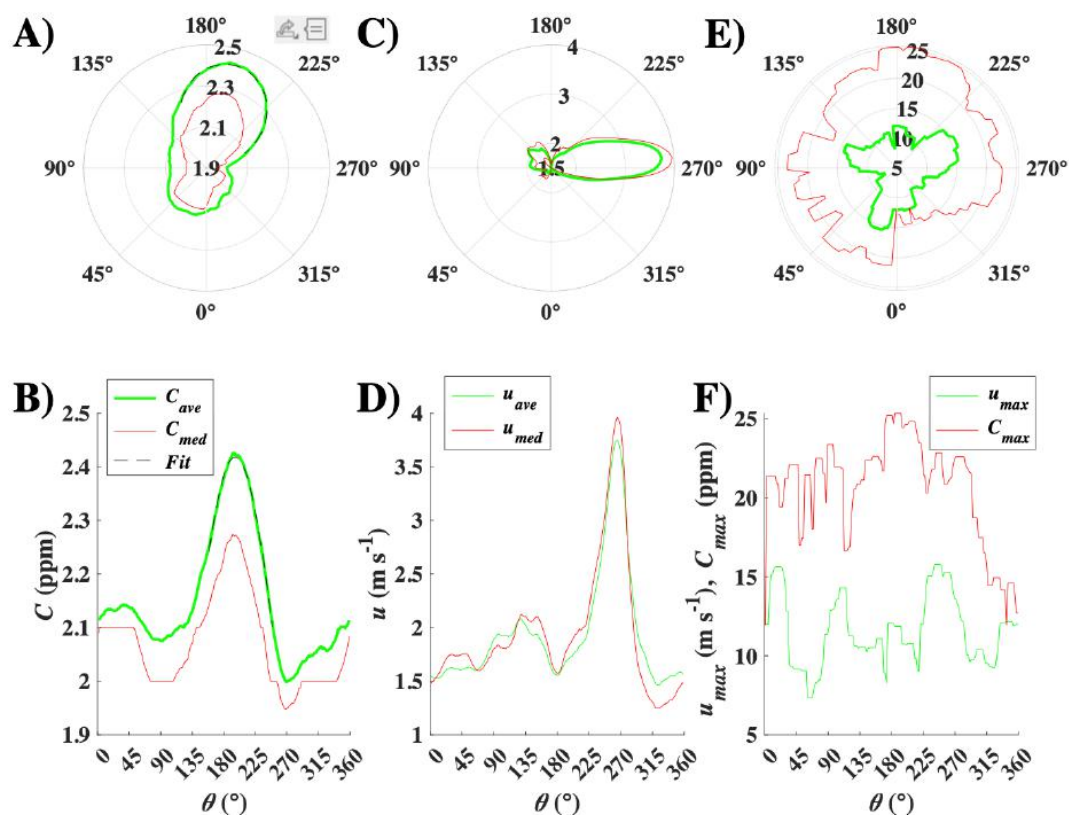 A)
180°
2.5
135°
225°
2.3
2.1
90°
1.9
270°
45°
315°
0°
C)
180°
4
135°
225°
3
2
90°
1.5
270°
45°
315°
0°
E)
180°
25
135°
225°
20
15
10
90°
5
270°
45°
315°
0°
B)
C_ave
C_med
Fit
2.5
2.4
2.3
2.2
2.1
2
1.9
C (ppm)
0 45 90 135 180 225 270 315 360
θ (°)
D)
u_ave
u_med
4
3.5
3
2.5
2
1.5
1
u (m s⁻¹)
0 45 90 135 180 225 270 315 360
θ (°)
F)
u_max
C_max
25
20
15
10
5
u_max (m s⁻¹), C_max (ppm)
0 45 90 135 180 225 270 315 360
θ (°)